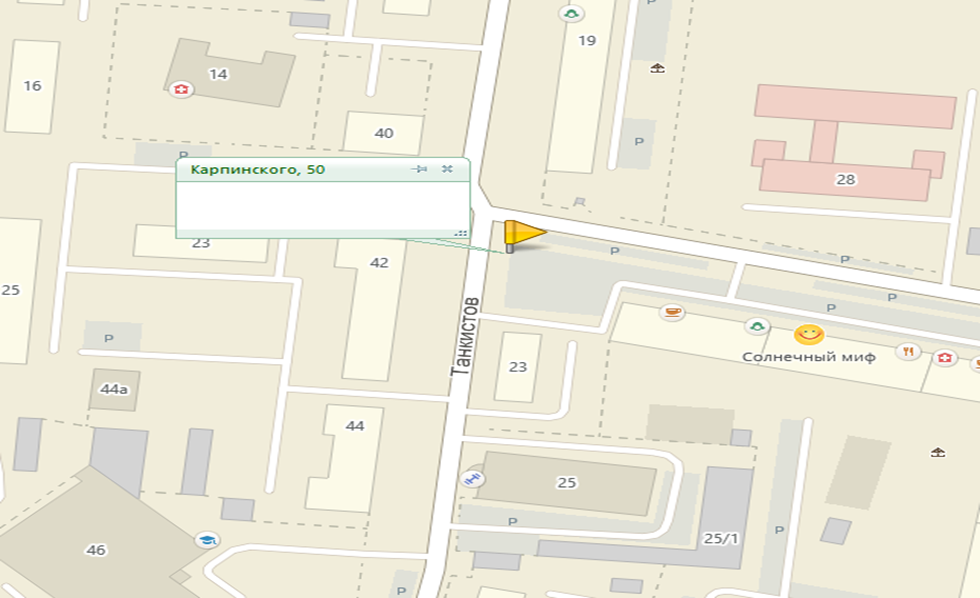 19
14
16
40
P
P
P
Карпинского, 50
28
23
42
25
P
P
P
P
Танкистов
P
23
Солнечный миф
44а
44
25
P
P
25/1
46
P